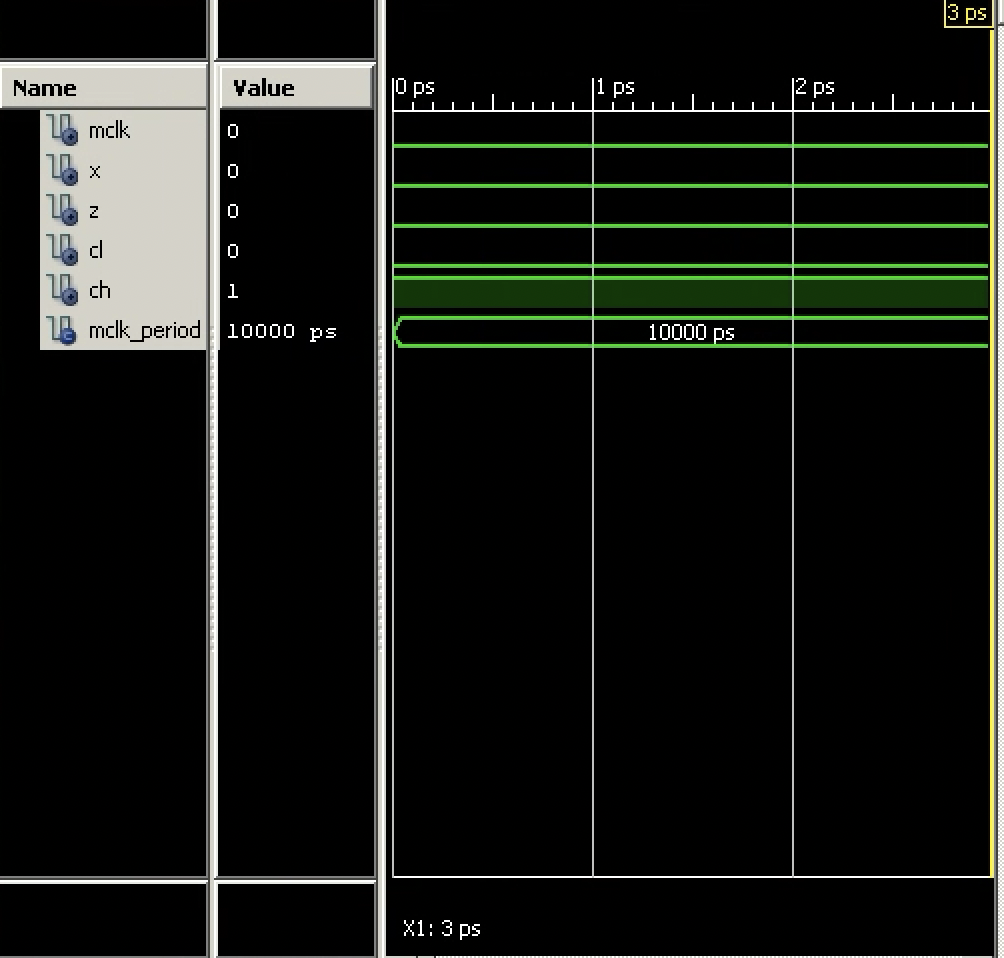 3 ps
Name Value 0 ps 1 ps 2 ps
mclk 0
x 0
z 0
cl 0
ch 1
mclk_period 10000 ps 10000 ps
X1: 3 ps